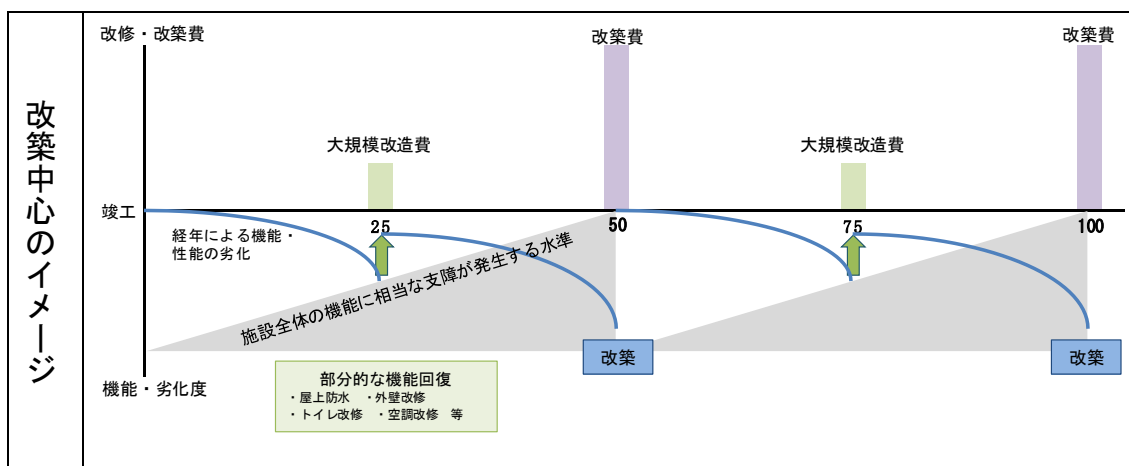 改築中心のイメージ
改修・改築費
改築費
改築費
大規模改造費
大規模改造費
竣工
25
50
75
100
経年による機能・
性能の劣化
施設全体の機能に相当な支障が発生する水準
改築
改築
機能・劣化度
部分的な機能回復
・屋上防水　・外壁改修
・トイレ改修　・空調改修　等